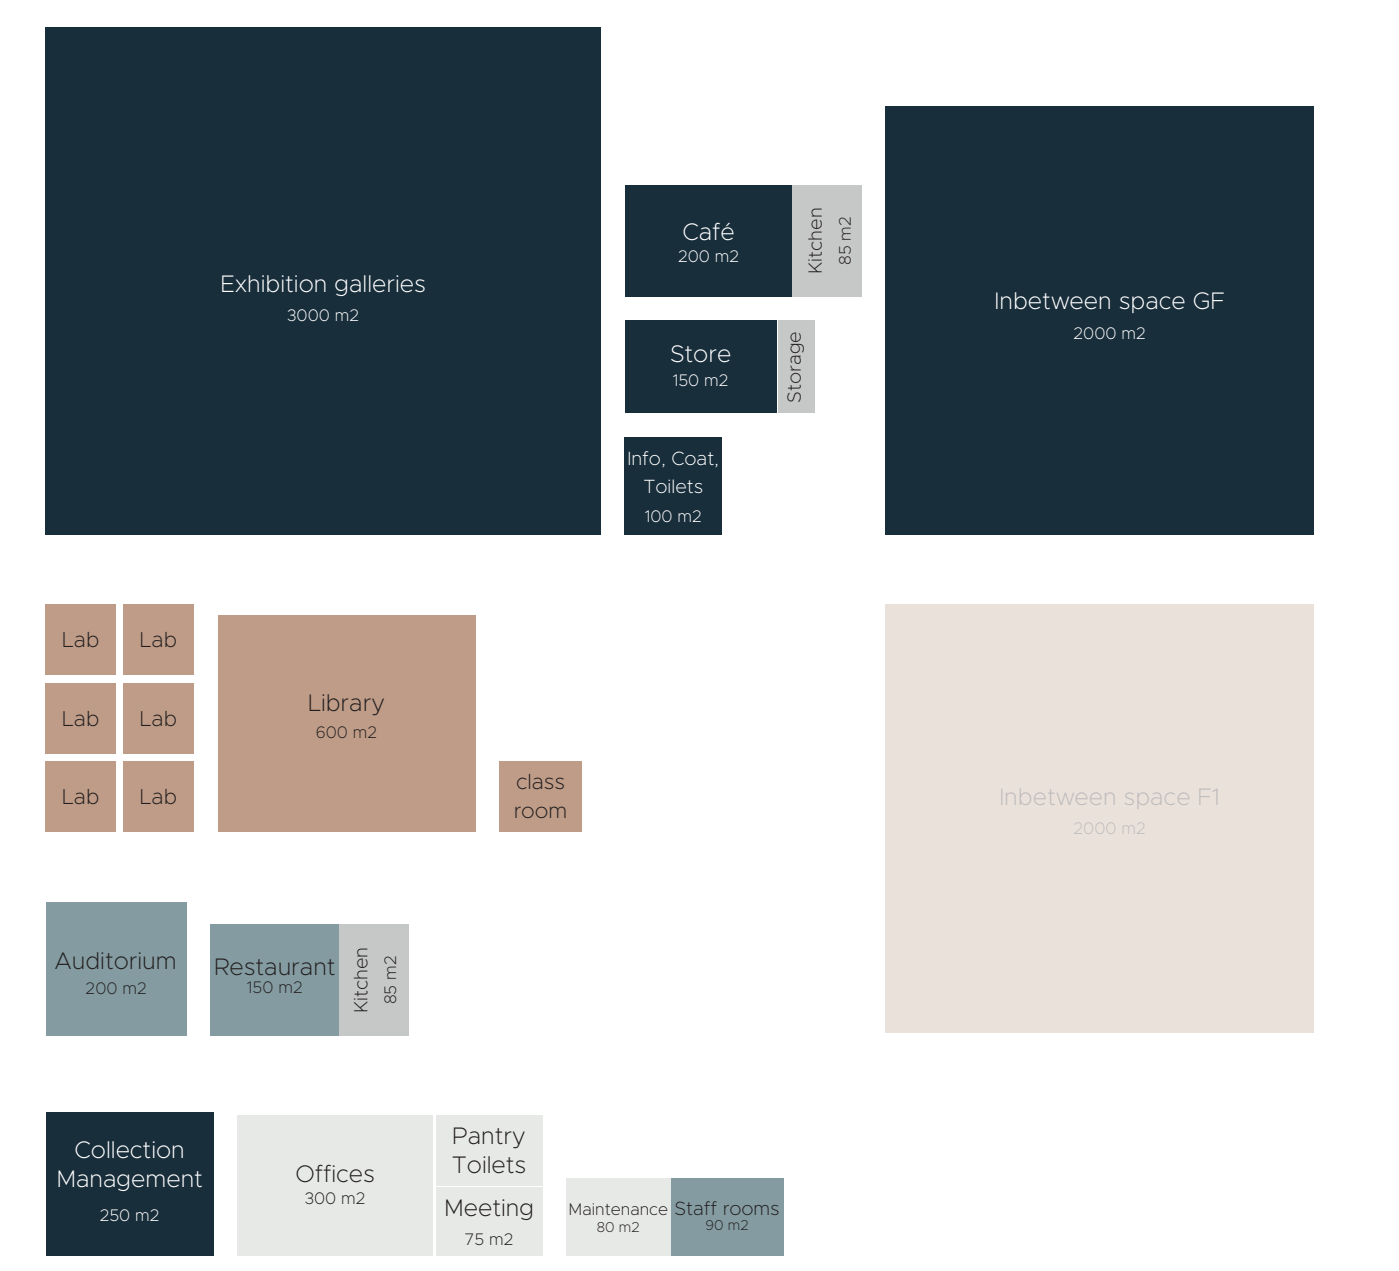 Exhibition galleries
3000 m2
Café
200 m2
Kitchen
85 m2
Store
150 m2
Storage
Info, Coat,
Toilets
100 m2
Inbetween space GF
2000 m2
Lab
Lab
Lab
Lab
Lab
Lab
Library
600 m2
class
room
Inbetween space F1
2000 m2
Auditorium
200 m2
Restaurant
150 m2
Kitchen
85 m2
Collection
Management
250 m2
Offices
300 m2
Pantry
Toilets
Meeting
75 m2
Maintenance
80 m2
Staff rooms
90 m2